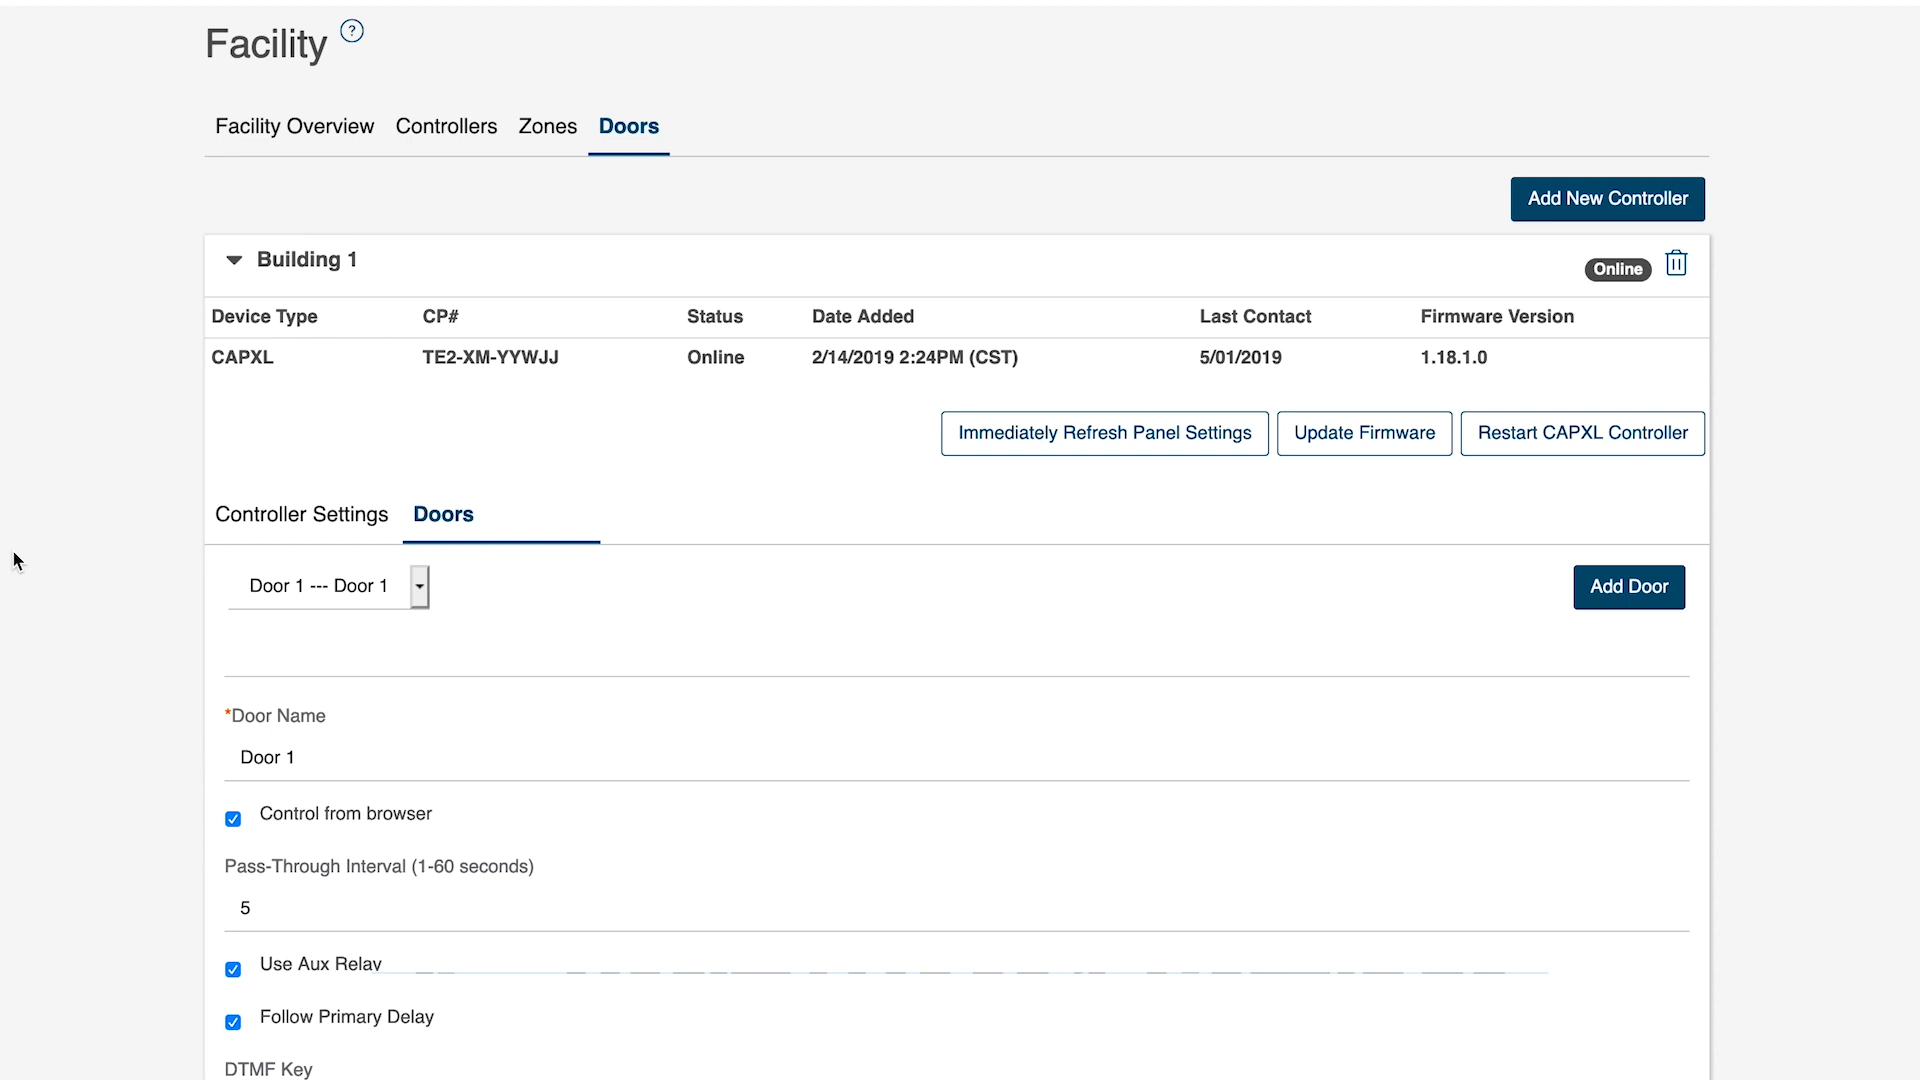 Facility ?
Facility Overview Controllers Zones Doors
Add New Controller
Building 1
Online
Device Type CP# Status Date Added Last Contact Firmware Version
CAPXL TE2-XM-YYWJJ Online 2/14/2019 2:24PM (CST) 5/01/2019 1.18.1.0
Immediately Refresh Panel Settings Update Firmware Restart CAPXL Controller
Controller Settings Doors
Door 1 --- Door 1 Add Door
*Door Name
Door 1
Control from browser
Pass-Through Interval (1-60 seconds)
5
Use Aux Relay
Follow Primary Delay
DTMF Key